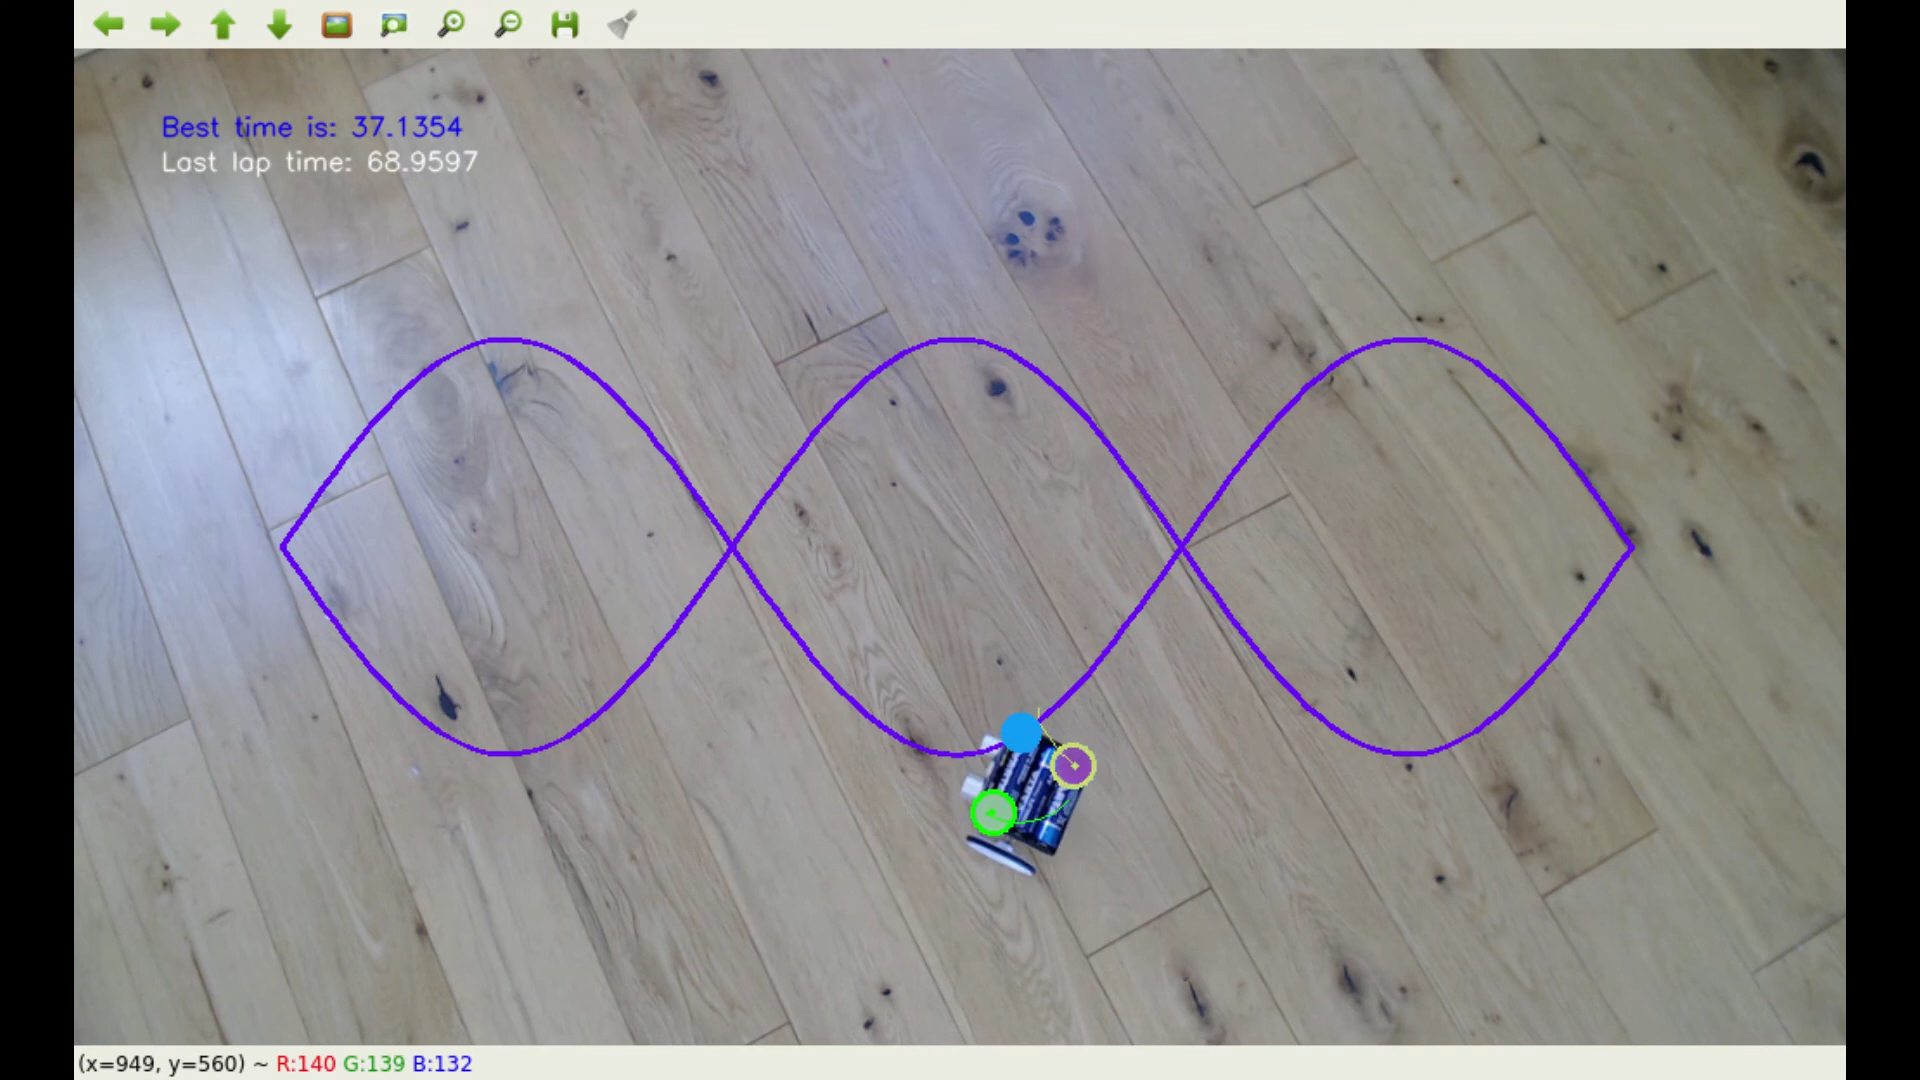 Best time is: 37.1354
Last lap time: 68.9597
(x=949, y=560) ~ R:140 G:139 B:132